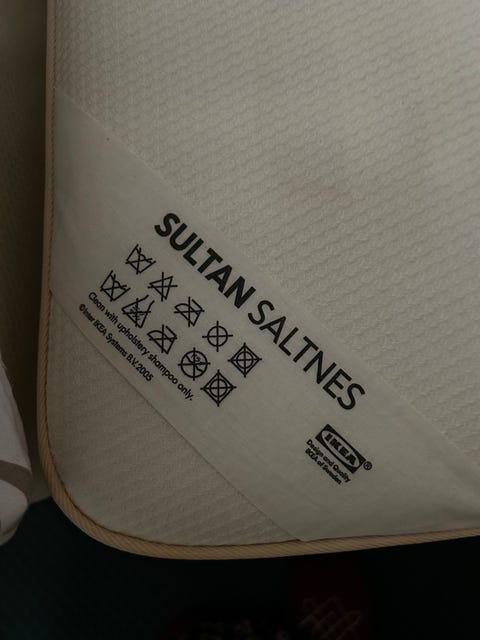 SULTAN SALTNES
Clean with upholstery shampoo only.
©Inter IKEA Systems B.V. 2005
IKEA®
Design and Quality
IKEA of Sweden